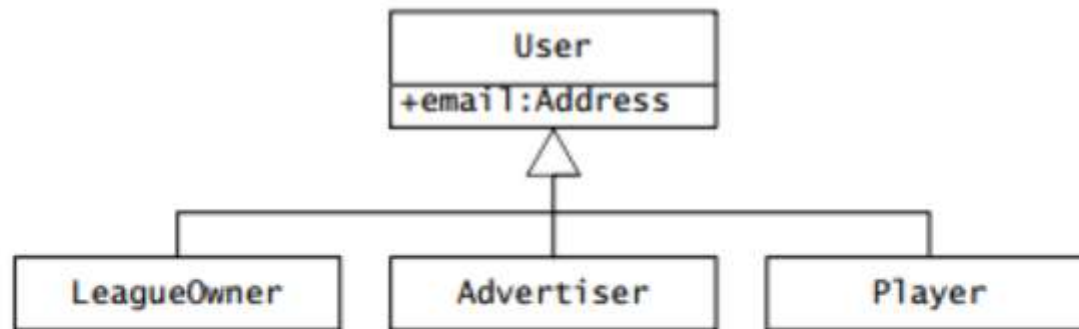 User
+email:Address
LeagueOwner
Advertiser
Player